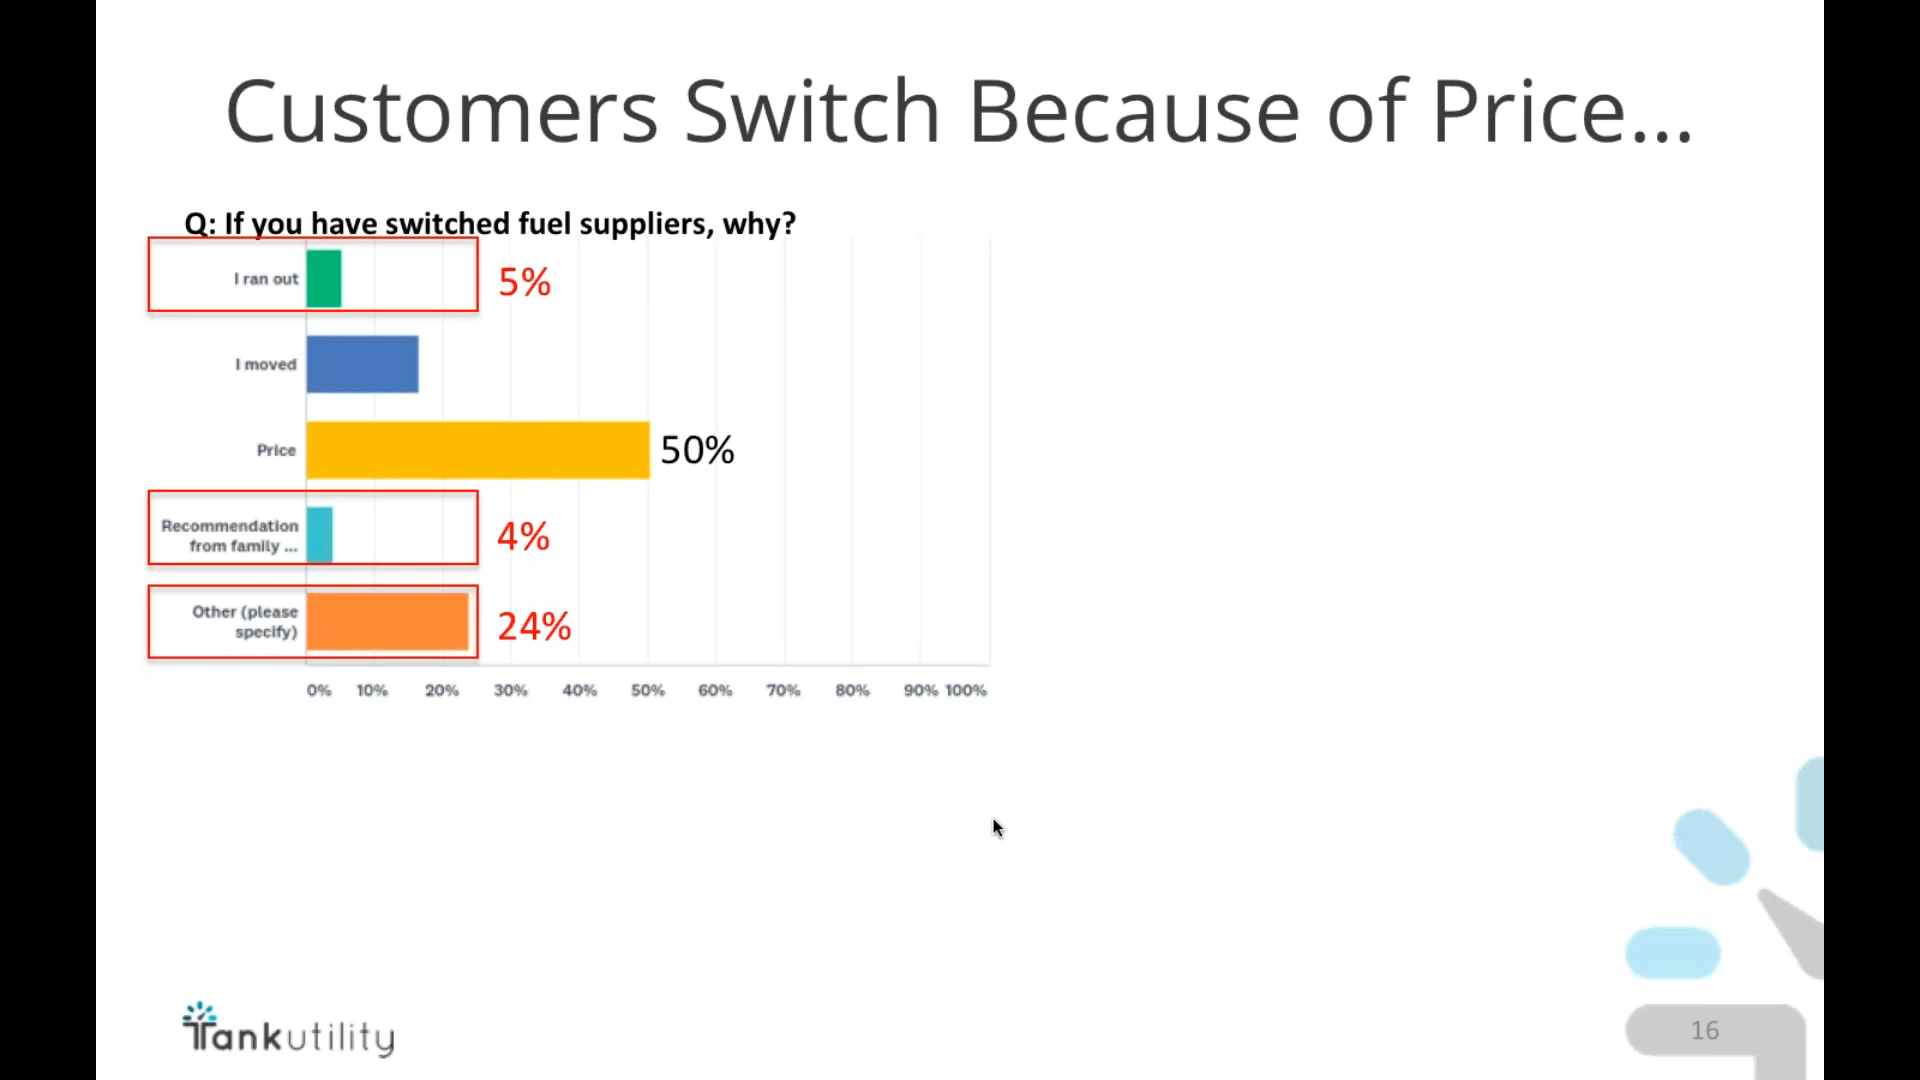 Customers Switch Because of Price...
Q: If you have switched fuel suppliers, why?
I ran out
5%
I moved
Price
50%
Recommendation
from family ...
4%
Other (please
specify)
24%
0% 10% 20% 30% 40% 50% 60% 70% 80% 90% 100%
Tankutility
16